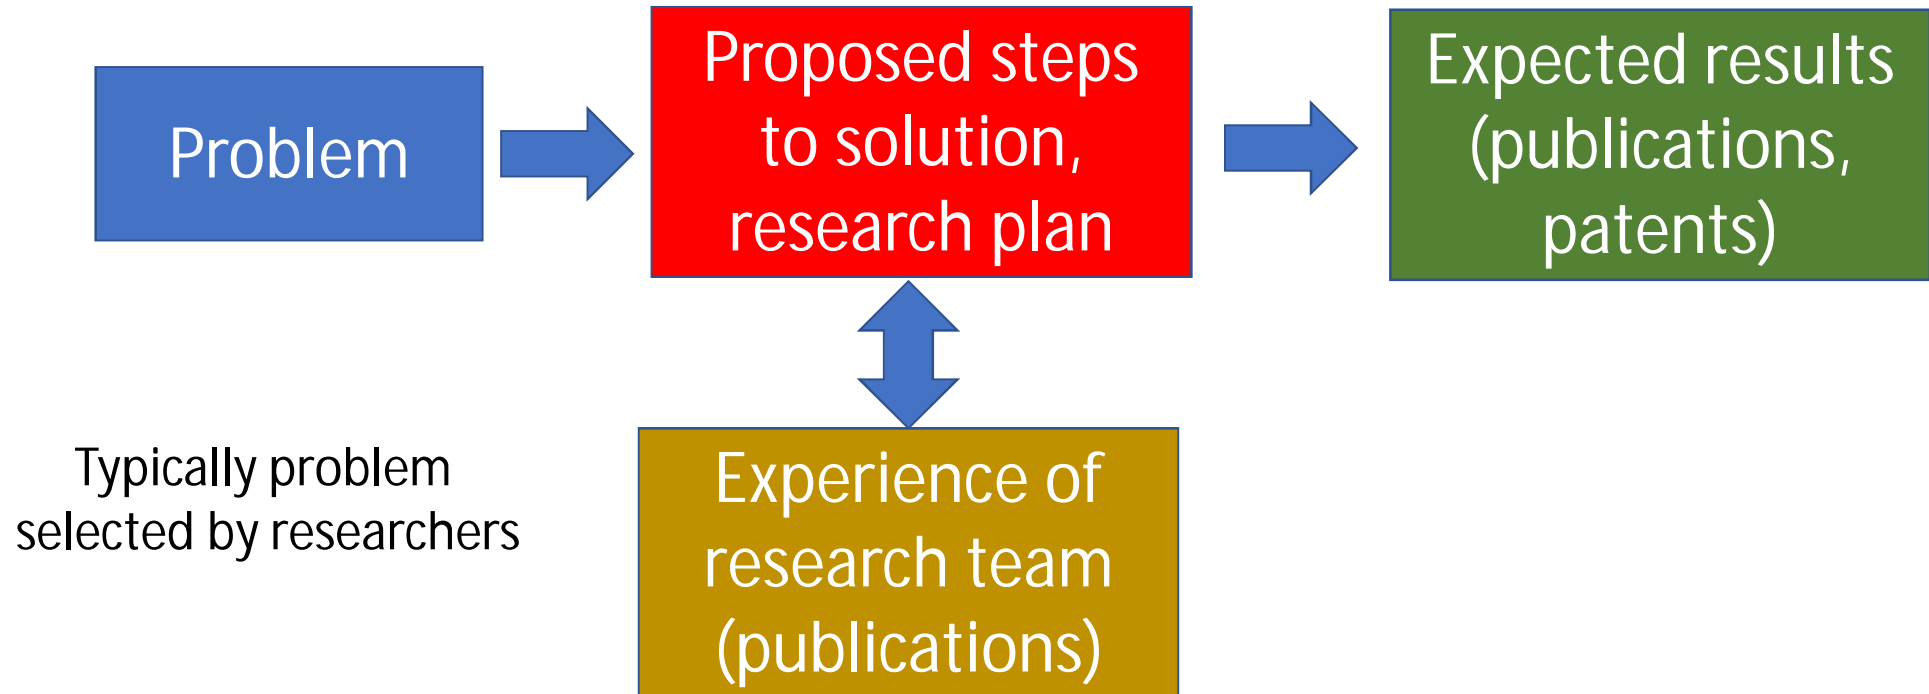 Problem
Proposed steps
to solution,
research plan
Expected results
(publications,
patents)
Typically problem
selected by researchers
Experience of
research team
(publications)